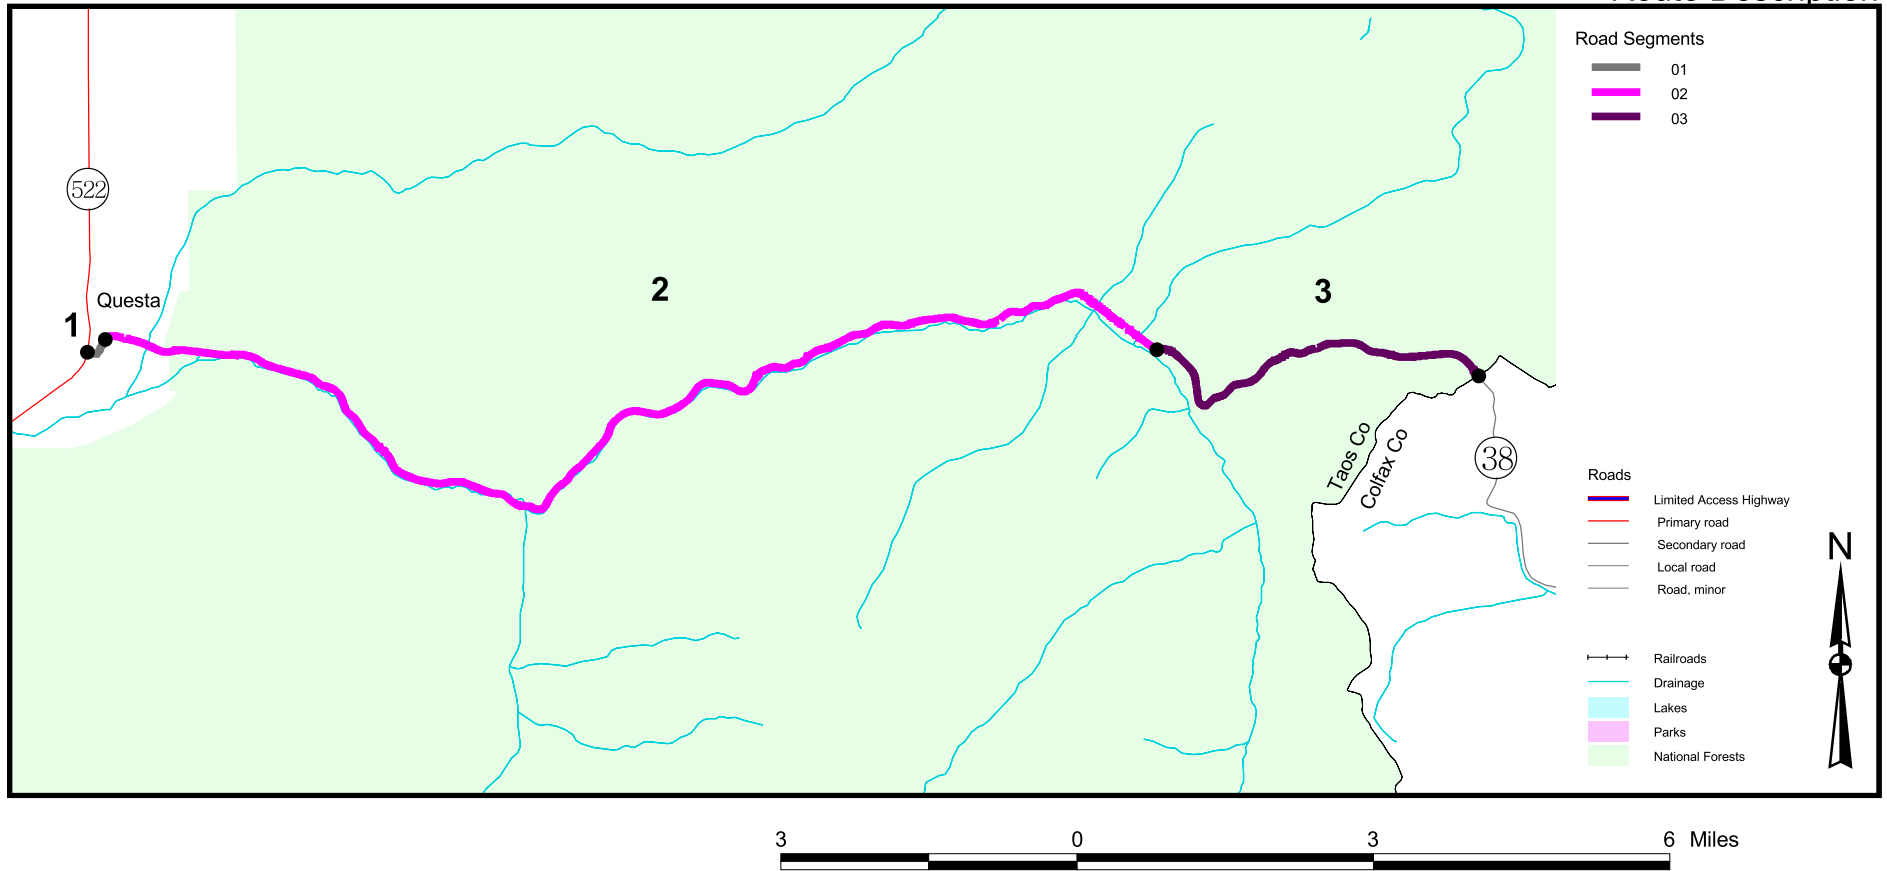 Route Description
Road Segments
01
02
03
522
2
3
Questa
1
Taos Co
Colfax Co
38
Roads
Limited Access Highway
Primary road
Secondary road
Local road
Road, minor
N
Railroads
Drainage
Lakes
Parks
National Forests
3 0 3 6 Miles